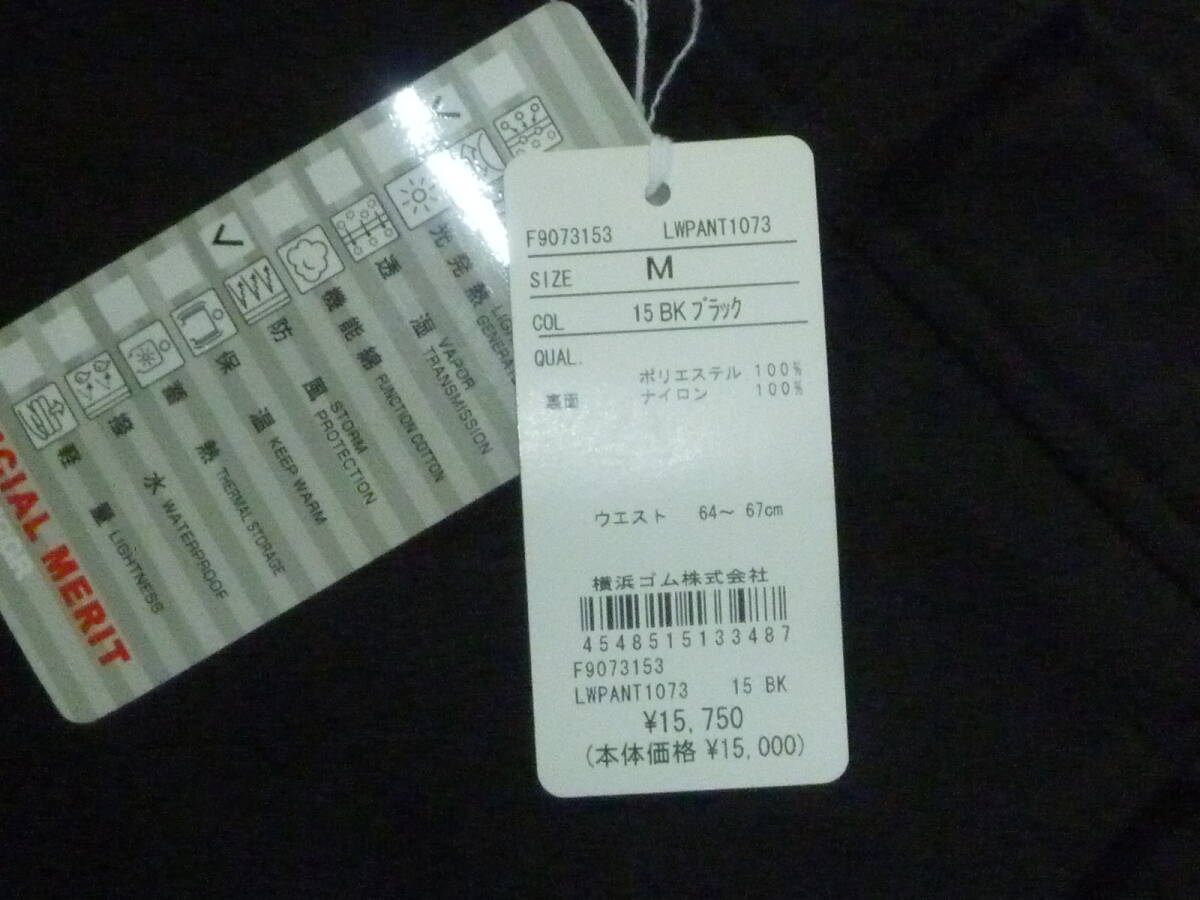 F9073153 LWPANT1073
SIZE M
COL 15 BK ブラック
QUAL.
ポリエステル 100%
裏面 ナイロン 100%
ウエスト 64〜 67cm
横浜ゴム株式会社
4548515133487
F9073153
LWPANT1073 15 BK
¥15,750
(本体価格 ¥15,000)
光発熱
透湿 VAPOR TRANSMISSION
機能綿 FUNCTION COTTON
防風 STORM PROTECTION
保温 KEEP WARM
蓄熱 THERMAL STORAGE
撥水 WATERPROOF
軽量 LIGHTNESS
MERIT